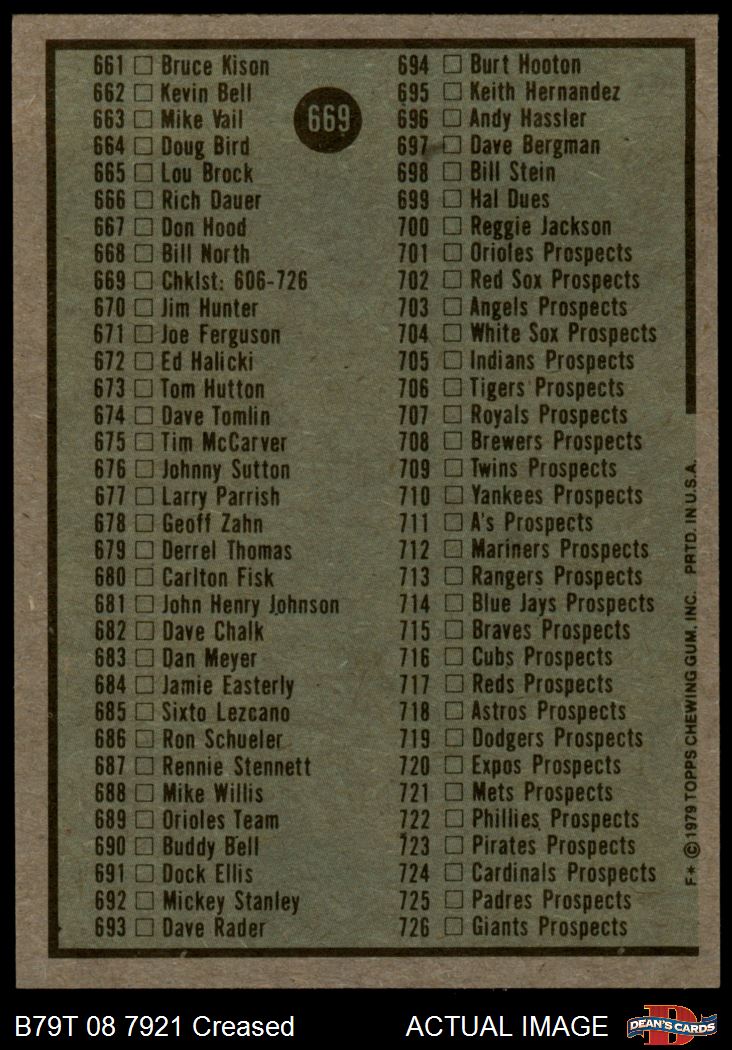 661 Bruce Kison
662 Kevin Bell
663 Mike Vail
664 Doug Bird
665 Lou Brock
666 Rich Dauer
667 Don Hood
668 Bill North
669 Chklst: 606-726
670 Jim Hunter
671 Joe Ferguson
672 Ed Halicki
673 Tom Hutton
674 Dave Tomlin
675 Tim McCarver
676 Johnny Sutton
677 Larry Parrish
678 Geoff Zahn
679 Derrel Thomas
680 Carlton Fisk
681 John Henry Johnson
682 Dave Chalk
683 Dan Meyer
684 Jamie Easterly
685 Sixto Lezcano
686 Ron Schueler
687 Rennie Stennett
688 Mike Willis
689 Orioles Team
690 Buddy Bell
691 Dock Ellis
692 Mickey Stanley
693 Dave Rader
669
694 Burt Hooton
695 Keith Hernandez
696 Andy Hassler
697 Dave Bergman
698 Bill Stein
699 Hal Dues
700 Reggie Jackson
701 Orioles Prospects
702 Red Sox Prospects
703 Angels Prospects
704 White Sox Prospects
705 Indians Prospects
706 Tigers Prospects
707 Royals Prospects
708 Brewers Prospects
709 Twins Prospects
710 Yankees Prospects
711 A's Prospects
712 Mariners Prospects
713 Rangers Prospects
714 Blue Jays Prospects
715 Braves Prospects
716 Cubs Prospects
717 Reds Prospects
718 Astros Prospects
719 Dodgers Prospects
720 Expos Prospects
721 Mets Prospects
722 Phillies Prospects
723 Pirates Prospects
724 Cardinals Prospects
725 Padres Prospects
726 Giants Prospects
F* © 1979 TOPPS CHEWING GUM, INC. PRTD. IN U.S.A.
B79T 08 7921 Creased
ACTUAL IMAGE
D
DEAN'S CARDS